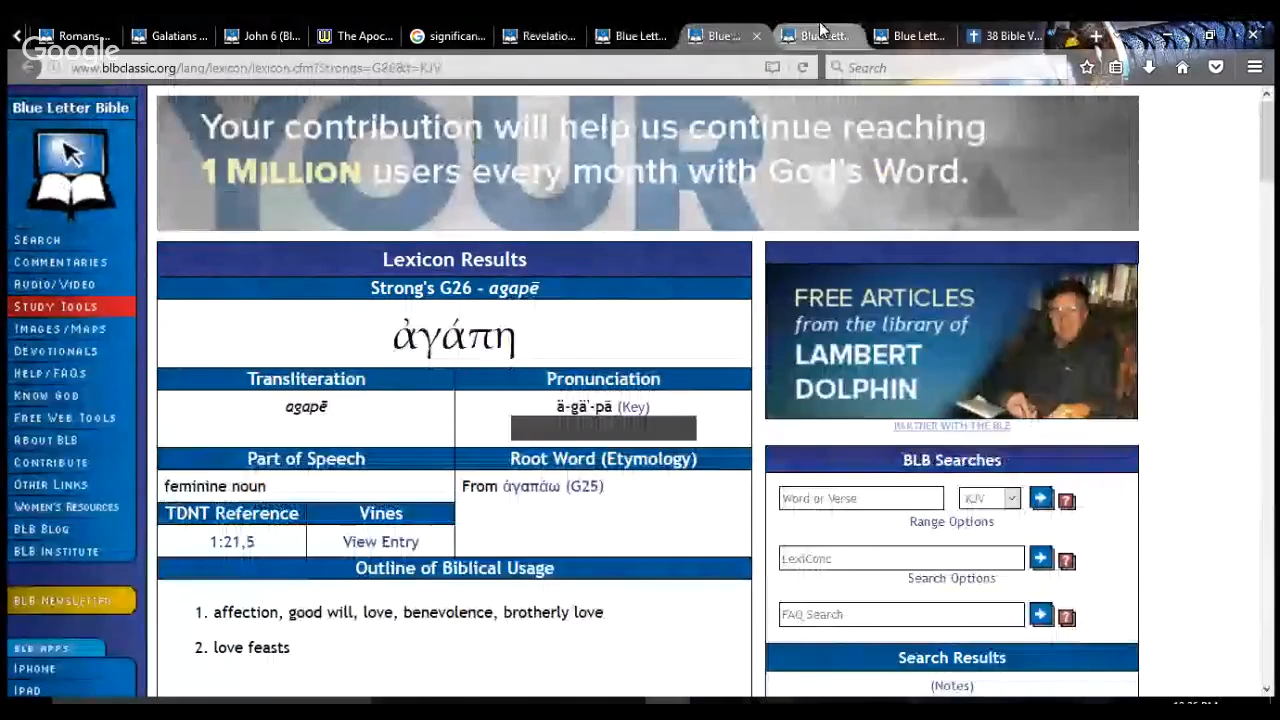 Romans-... Galatians ... John 6 (Bl... The Apoc... significan... Revelatio... Blue Lett... Blue ... Blue Lett... Blue Lett... 38 Bible V...
Google
www.blbclassic.org/lang/lexicon/lexicon.cfm?Strongs=G26&t=KJV
Search
Blue Letter Bible
SEARCH
COMMENTARIES
AUDIO/VIDEO
STUDY TOOLS
IMAGES/MAPS
DEVOTIONALS
HELP/FAQS
KNOW GOD
FREE WEB TOOLS
ABOUT BLB
CONTRIBUTE
OTHER LINKS
WOMEN'S RESOURCES
BLB BLOG
BLB INSTITUTE
BLB NEWSLETTER
BLB APPS
IPHONE
IPAD
YOUR
Your contribution will help us continue reaching
1 MILLION users every month with God's Word.
Lexicon Results
Strong's G26 - agapē
ἀγάπη
Transliteration
Pronunciation
agapē
ä-gä'-pā (Key)
Part of Speech
Root Word (Etymology)
feminine noun
From ἀγαπάω (G25)
TDNT Reference
Vines
1:21,5
View Entry
Outline of Biblical Usage
1. affection, good will, love, benevolence, brotherly love
2. love feasts
FREE ARTICLES
from the library of
LAMBERT
DOLPHIN
PARTNER WITH THE BLB
BLB Searches
Word or Verse
KJV
Range Options
LexiConc
Search Options
FAQ Search
Search Results
(Notes)